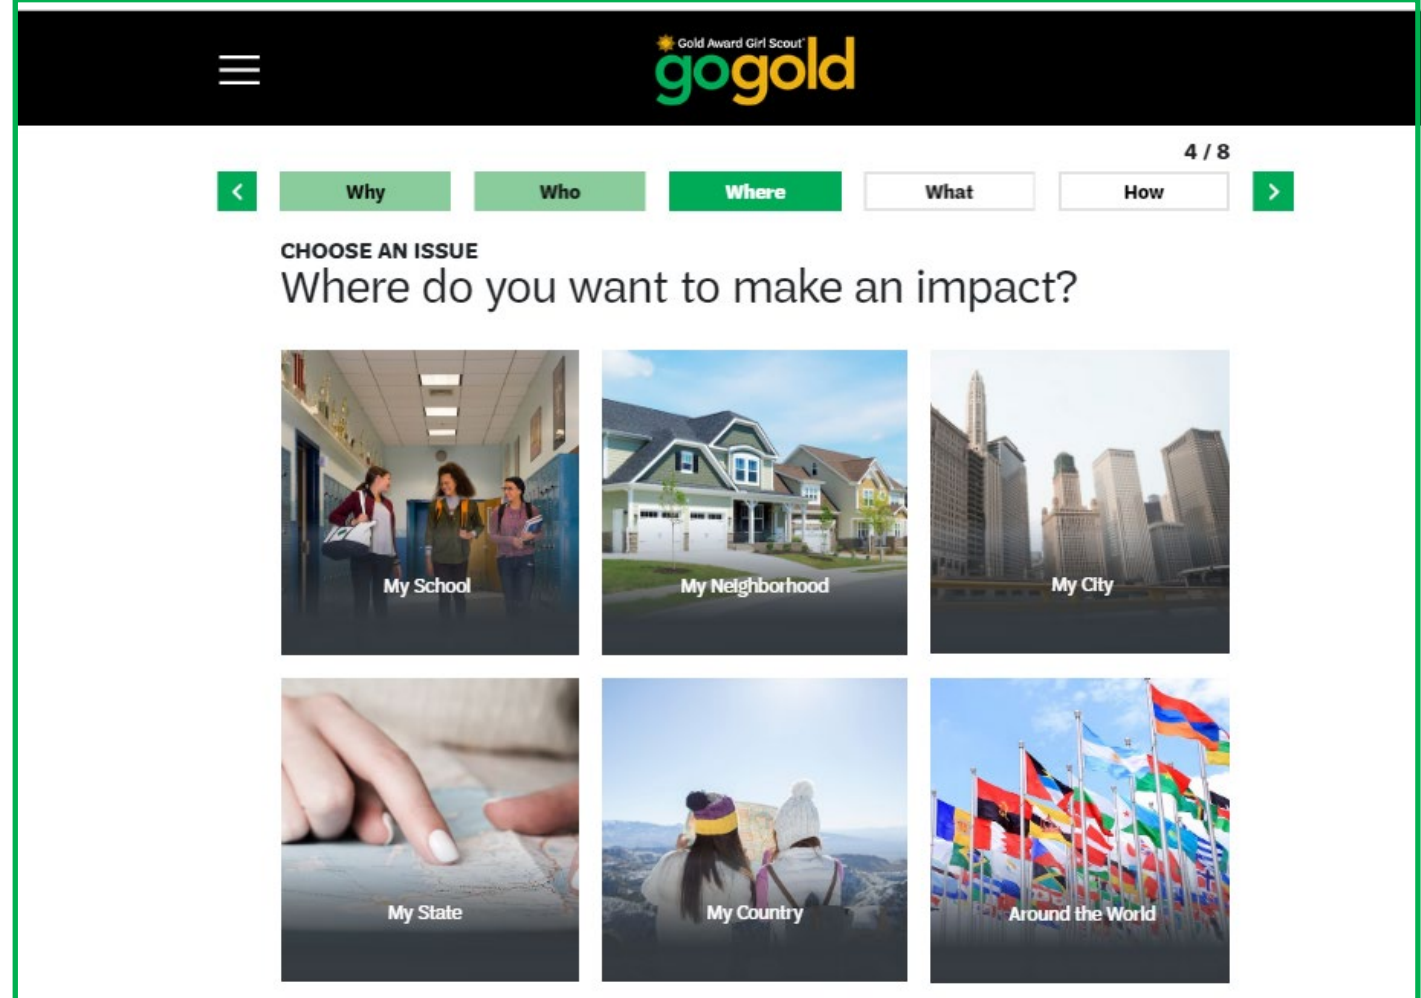 Gold Award Girl Scout
gogold
4 / 8
Why
Who
Where
What
How
CHOOSE AN ISSUE
Where do you want to make an impact?
My School
My Neighborhood
My City
My State
My Country
Around the World